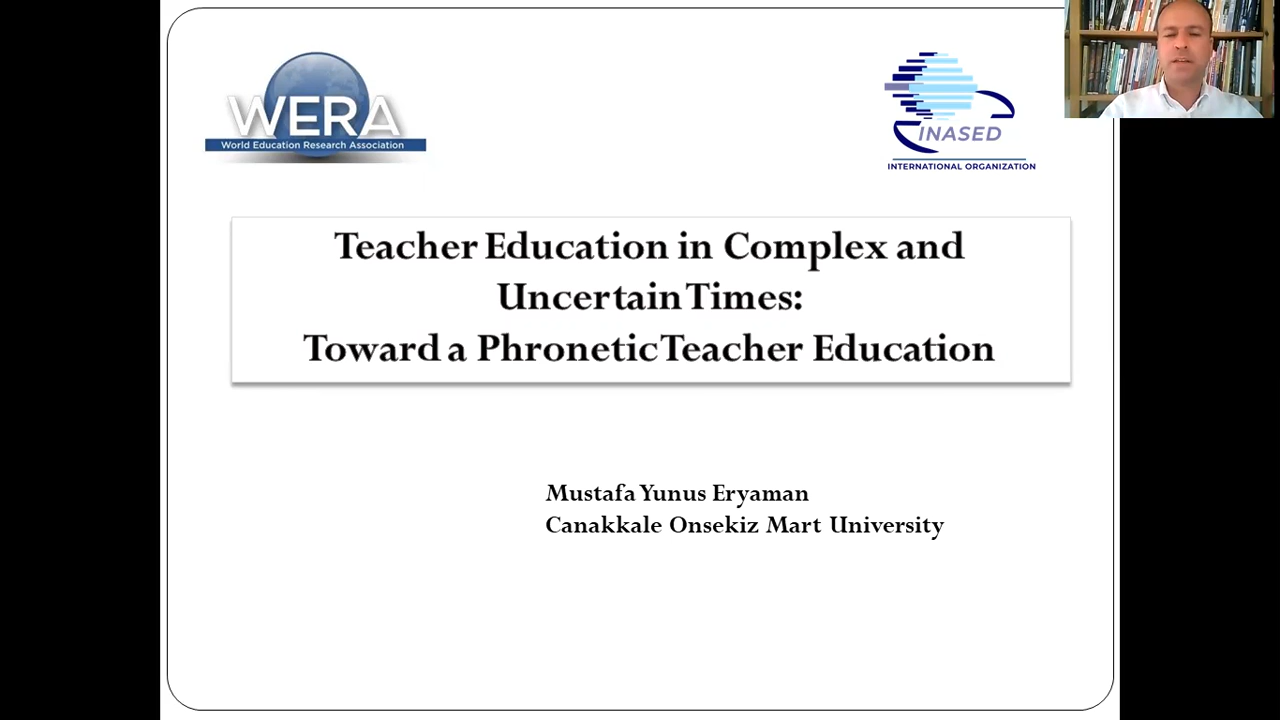 WERA
World Education Research Association
INASED
INTERNATIONAL ORGANIZATION
Teacher Education in Complex and
Uncertain Times:
Toward a Phronetic Teacher Education
Mustafa Yunus Eryaman
Canakkale Onsekiz Mart University